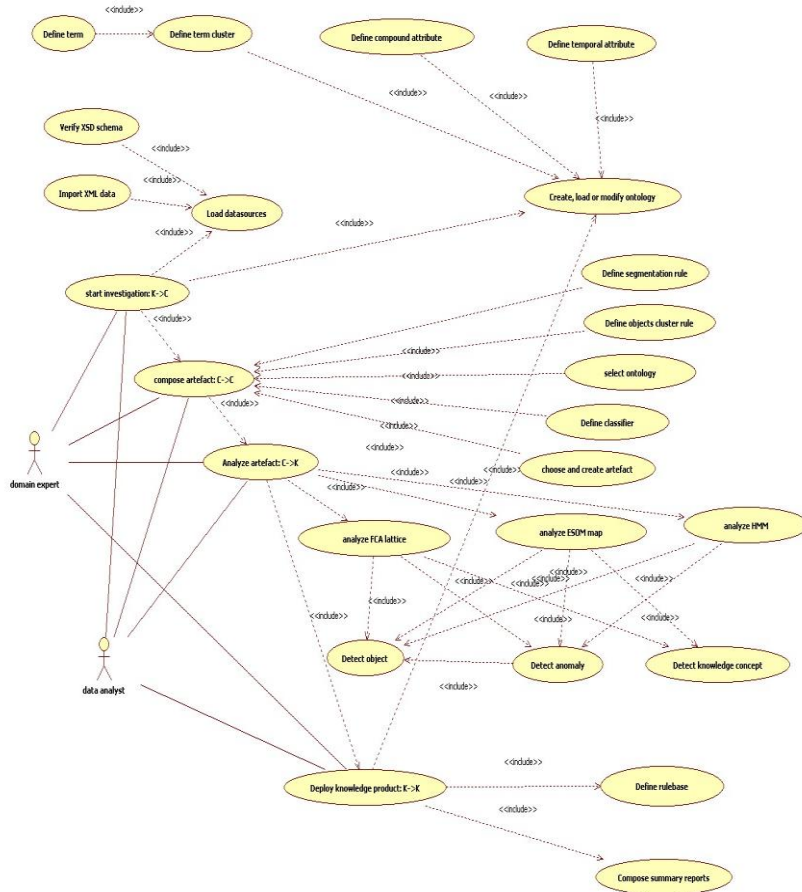 <<include>>
Define term
Define term cluster
Define compound attribute
Define temporal attribute
<<include>>
<<include>>
<<include>>
Verify XSD schema
<<include>>
Import XML data
<<include>>
Load datasources
Create, load or modify ontology
<<include>>
<<include>>
start investigation: K->C
Define segmentation rule
<<include>>
Define objects cluster rule
<<include>>
compose artefact: C->C
<<include>>
select ontology
<<include>>
<<include>>
Define classifier
<<include>>
<<include>>
domain expert
Analyze artefact: C->K
choose and create artefact
<<include>>
<<include>>
<<include>>
analyze FCA lattice
analyze ESOM map
analyze HMM
<<include>>
<<include>>
<<include>>
<<include>>
<<include>>
<<include>>
<<include>>
<<include>>
Detect object
Detect anomaly
Detect knowledge concept
data analyst
<<include>>
<<include>>
Deploy knowledge product: K->K
Define rulebase
<<include>>
Compose summary reports